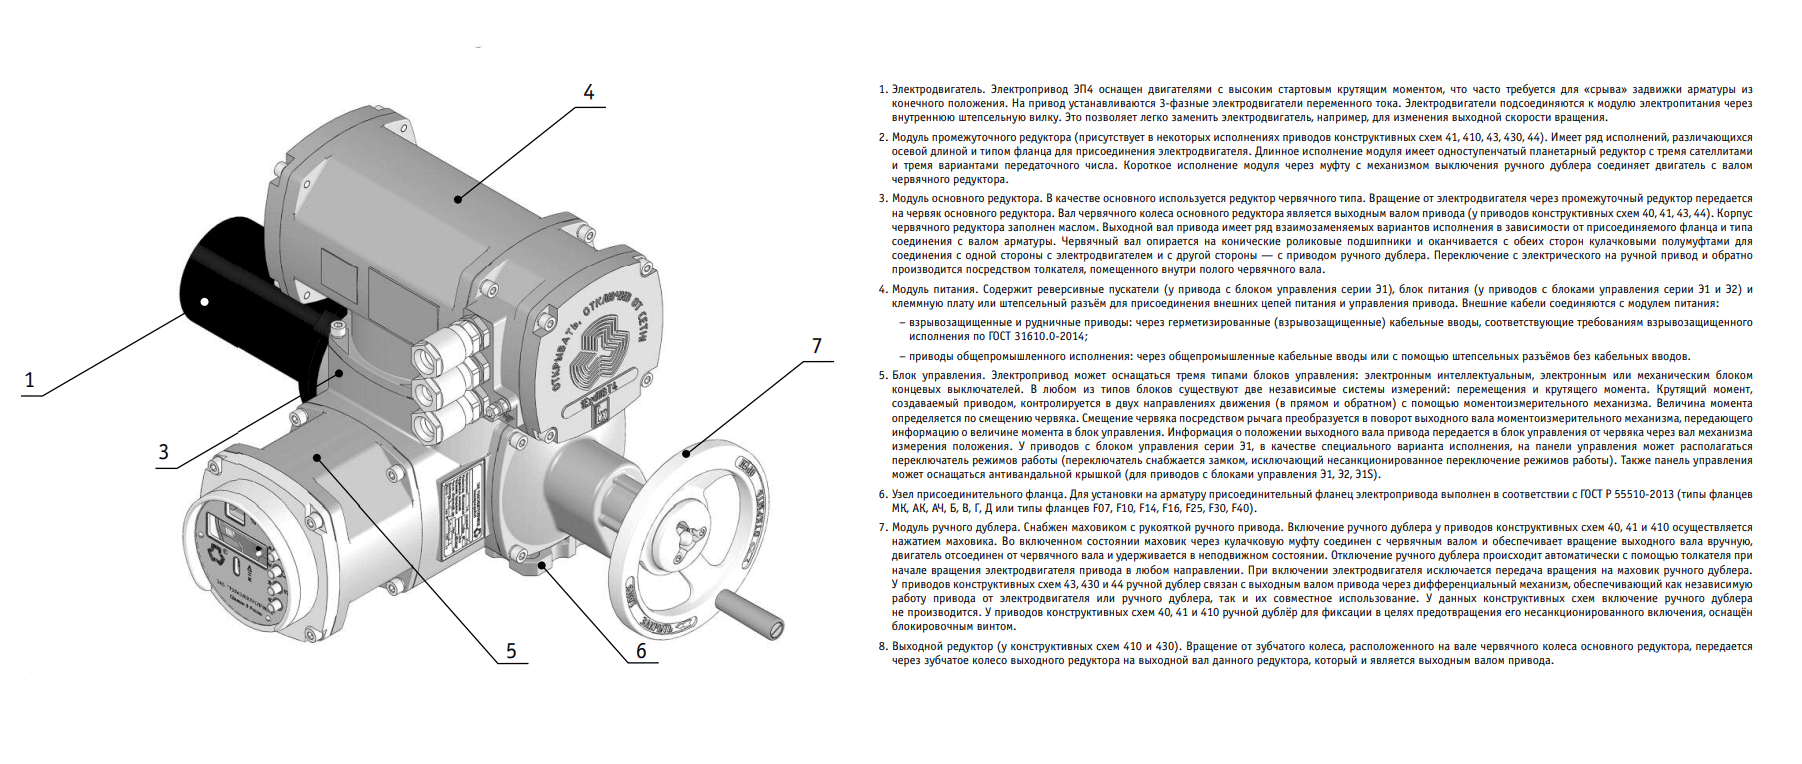 4
1
3
7
5
6
ОТКРЫВАТЬ, ОТКЛЮЧИВ ОТ СЕТИ
1. Электродвигатель. Электропривод ЭП4 оснащен двигателями с высоким стартовым крутящим моментом, что часто требуется для «срыва» задвижки арматуры из
конечного положения. На привод устанавливаются 3-фазные электродвигатели переменного тока. Электродвигатели подсоединяются к модулю электропитания через
внутреннюю штепсельную вилку. Это позволяет легко заменить электродвигатель, например, для изменения выходной скорости вращения.
2. Модуль промежуточного редуктора (присутствует в некоторых исполнениях приводов конструктивных схем 41, 410, 43, 430, 44). Имеет ряд исполнений, различающихся
осевой длиной и типом фланца для присоединения электродвигателя. Длинное исполнение модуля имеет одноступенчатый планетарный редуктор с тремя сателлитами
и тремя вариантами передаточного числа. Короткое исполнение модуля через муфту с механизмом выключения ручного дублера соединяет двигатель с валом
червячного редуктора.
3. Модуль основного редуктора. В качестве основного используется редуктор червячного типа. Вращение от электродвигателя через промежуточный редуктор передается
на червяк основного редуктора. Вал червячного колеса основного редуктора является выходным валом привода (у приводов конструктивных схем 40, 41, 43, 44). Корпус
червячного редуктора заполнен маслом. Выходной вал привода имеет ряд взаимозаменяемых вариантов исполнения в зависимости от присоединяемого фланца и типа
соединения с валом арматуры. Червячный вал опирается на конические роликовые подшипники и оканчивается с обеих сторон кулачковыми полумуфтами для
соединения с одной стороны с электродвигателем и с другой стороны — с приводом ручного дублера. Переключение с электрического на ручной привод и обратно
производится посредством толкателя, помещенного внутри полого червячного вала.
4. Модуль питания. Содержит реверсивные пускатели (у привода с блоком управления серии Э1), блок питания (у приводов с блоками управления серии Э1 и Э2) и
клеммную плату или штепсельный разъём для присоединения внешних цепей питания и управления привода. Внешние кабели соединяются с модулем питания:
– взрывозащищенные и рудничные приводы: через герметизированные (взрывозащищенные) кабельные вводы, соответствующие требованиям взрывозащищенного
исполнения по ГОСТ 31610.0-2014;
– приводы общепромышленного исполнения: через общепромышленные кабельные вводы или с помощью штепсельных разъёмов без кабельных вводов.
5. Блок управления. Электропривод может оснащаться тремя типами блоков управления: электронным интеллектуальным, электронным или механическим блоком
концевых выключателей. В любом из типов блоков существуют две независимые системы измерений: перемещения и крутящего момента. Крутящий момент,
создаваемый приводом, контролируется в двух направлениях движения (в прямом и обратном) с помощью моментоизмерительного механизма. Величина момента
определяется по смещению червяка. Смещение червяка посредством рычага преобразуется в поворот выходного вала моментоизмерительного механизма, передающего
информацию о величине момента в блок управления. Информация о положении выходного вала привода передается в блок управления от червяка через вал механизма
измерения положения. У приводов с блоком управления серии Э1, в качестве специального варианта исполнения, на панели управления может располагаться
переключатель режимов работы (переключатель снабжается замком, исключающий несанкционированное переключение режимов работы). Также панель управления
может оснащаться антивандальной крышкой (для приводов с блоками управления Э1, Э2, Э1S).
6. Узел присоединительного фланца. Для установки на арматуру присоединительный фланец электропривода выполнен в соответствии с ГОСТ Р 55510-2013 (типы фланцев
МК, АК, АЧ, Б, В, Г, Д или типы фланцев F07, F10, F14, F16, F25, F30, F40).
7. Модуль ручного дублера. Снабжен маховиком с рукояткой ручного привода. Включение ручного дублера у приводов конструктивных схем 40, 41 и 410 осуществляется
нажатием маховика. Во включенном состоянии маховик через кулачковую муфту соединен с червячным валом и обеспечивает вращение выходного вала вручную,
двигатель отсоединен от червячного вала и удерживается в неподвижном состоянии. Отключение ручного дублера происходит автоматически с помощью толкателя при
начале вращения электродвигателя привода в любом направлении. При включении электродвигателя исключается передача вращения на маховик ручного дублера.
У приводов конструктивных схем 43, 430 и 44 ручной дублер связан с выходным валом привода через дифференциальный механизм, обеспечивающий как независимую
работу привода от электродвигателя или ручного дублера, так и их совместное использование. У данных конструктивных схем включение ручного дублера
не производится. У приводов конструктивных схем 40, 41 и 410 ручной дублёр для фиксации в целях предотвращения его несанкционированного включения, оснащён
блокировочным винтом.
8. Выходной редуктор (у конструктивных схем 410 и 430). Вращение от зубчатого колеса, расположенного на вале червячного колеса основного редуктора, передается
через зубчатое колесо выходного редуктора на выходной вал данного редуктора, который и является выходным валом привода.